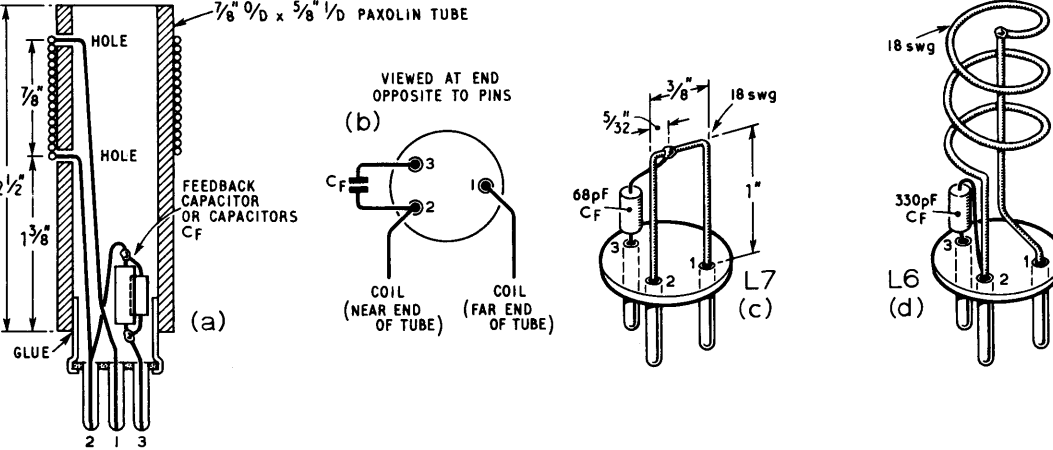 7/8" O/D x 5/8" I/D PAXOLIN TUBE
HOLE
7/8"
HOLE
2 1/2"
1 3/8"
FEEDBACK
CAPACITOR
OR CAPACITORS
CF
(a)
GLUE
2 1 3
VIEWED AT END
OPPOSITE TO PINS
(b)
3
CF
1
2
COIL
(NEAR END
OF TUBE)
COIL
(FAR END
OF TUBE)
3/8"
5/32"
18 swg
1"
68pF
CF
3
2
1
L7
(c)
18 swg
330pF
CF
3
2
1
L6
(d)